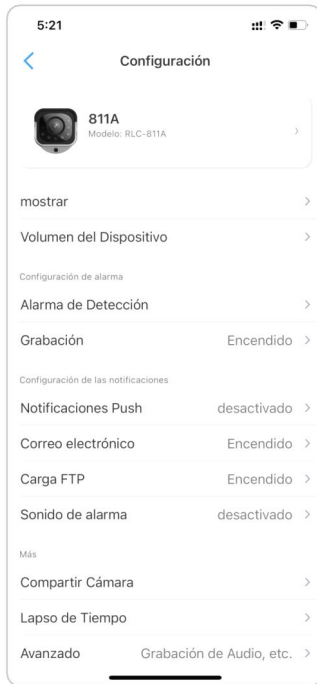 5:21
Configuración
811A
Modelo: RLC-811A
mostrar
Volumen del Dispositivo
Configuración de alarma
Alarma de Detección
Grabación Encendido
Configuración de las notificaciones
Notificaciones Push desactivado
Correo electrónico Encendido
Carga FTP Encendido
Sonido de alarma desactivado
Más
Compartir Cámara
Lapso de Tiempo
Avanzado Grabación de Audio, etc.